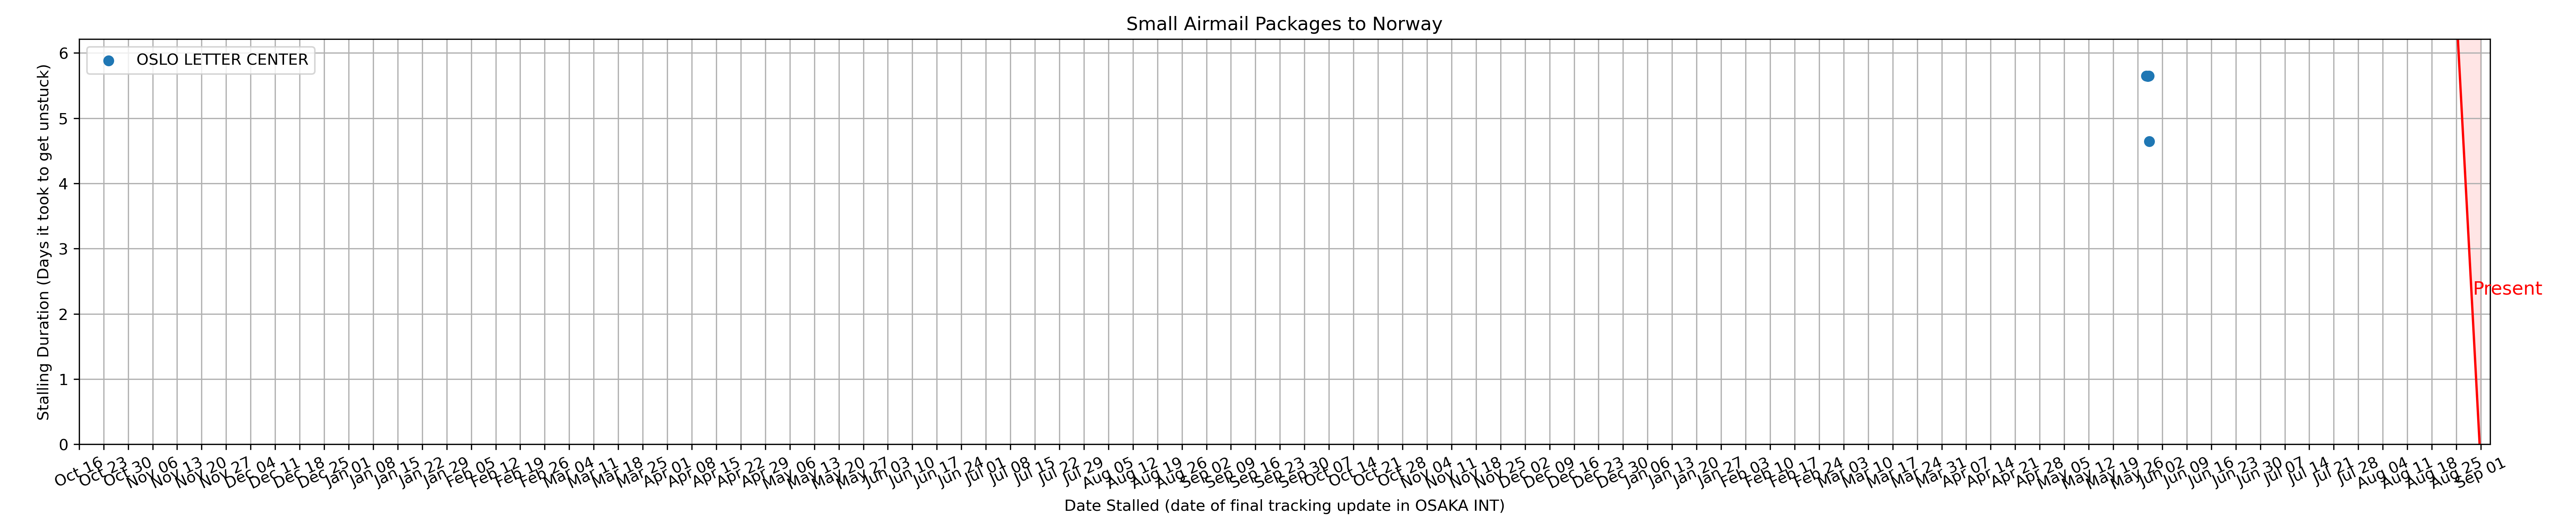 Small Airmail Packages to Norway
OSLO LETTER CENTER
Stalling Duration (Days it took to get unstuck)
6
5
4
3
2
1
0
Present
Oct 16
Oct 23
Oct 30
Nov 06
Nov 13
Nov 20
Nov 27
Dec 04
Dec 11
Dec 18
Dec 25
Jan 01
Jan 08
Jan 15
Jan 22
Jan 29
Feb 05
Feb 12
Feb 19
Feb 26
Mar 04
Mar 11
Mar 18
Mar 25
Apr 01
Apr 08
Apr 15
Apr 22
Apr 29
May 06
May 13
May 20
May 27
Jun 03
Jun 10
Jun 17
Jun 24
Jul 01
Jul 08
Jul 15
Jul 22
Jul 29
Aug 05
Aug 12
Aug 19
Aug 26
Sep 02
Sep 09
Sep 16
Sep 23
Sep 30
Oct 07
Oct 14
Oct 21
Oct 28
Nov 04
Nov 11
Nov 18
Nov 25
Dec 02
Dec 09
Dec 16
Dec 23
Dec 30
Jan 06
Jan 13
Jan 20
Jan 27
Feb 03
Feb 10
Feb 17
Feb 24
Mar 03
Mar 10
Mar 17
Mar 24
Mar 31
Apr 07
Apr 14
Apr 21
Apr 28
May 05
May 12
May 19
May 26
Jun 02
Jun 09
Jun 16
Jun 23
Jun 30
Jul 07
Jul 14
Jul 21
Jul 28
Aug 04
Aug 11
Aug 18
Aug 25
Sep 01
Date Stalled (date of final tracking update in OSAKA INT)